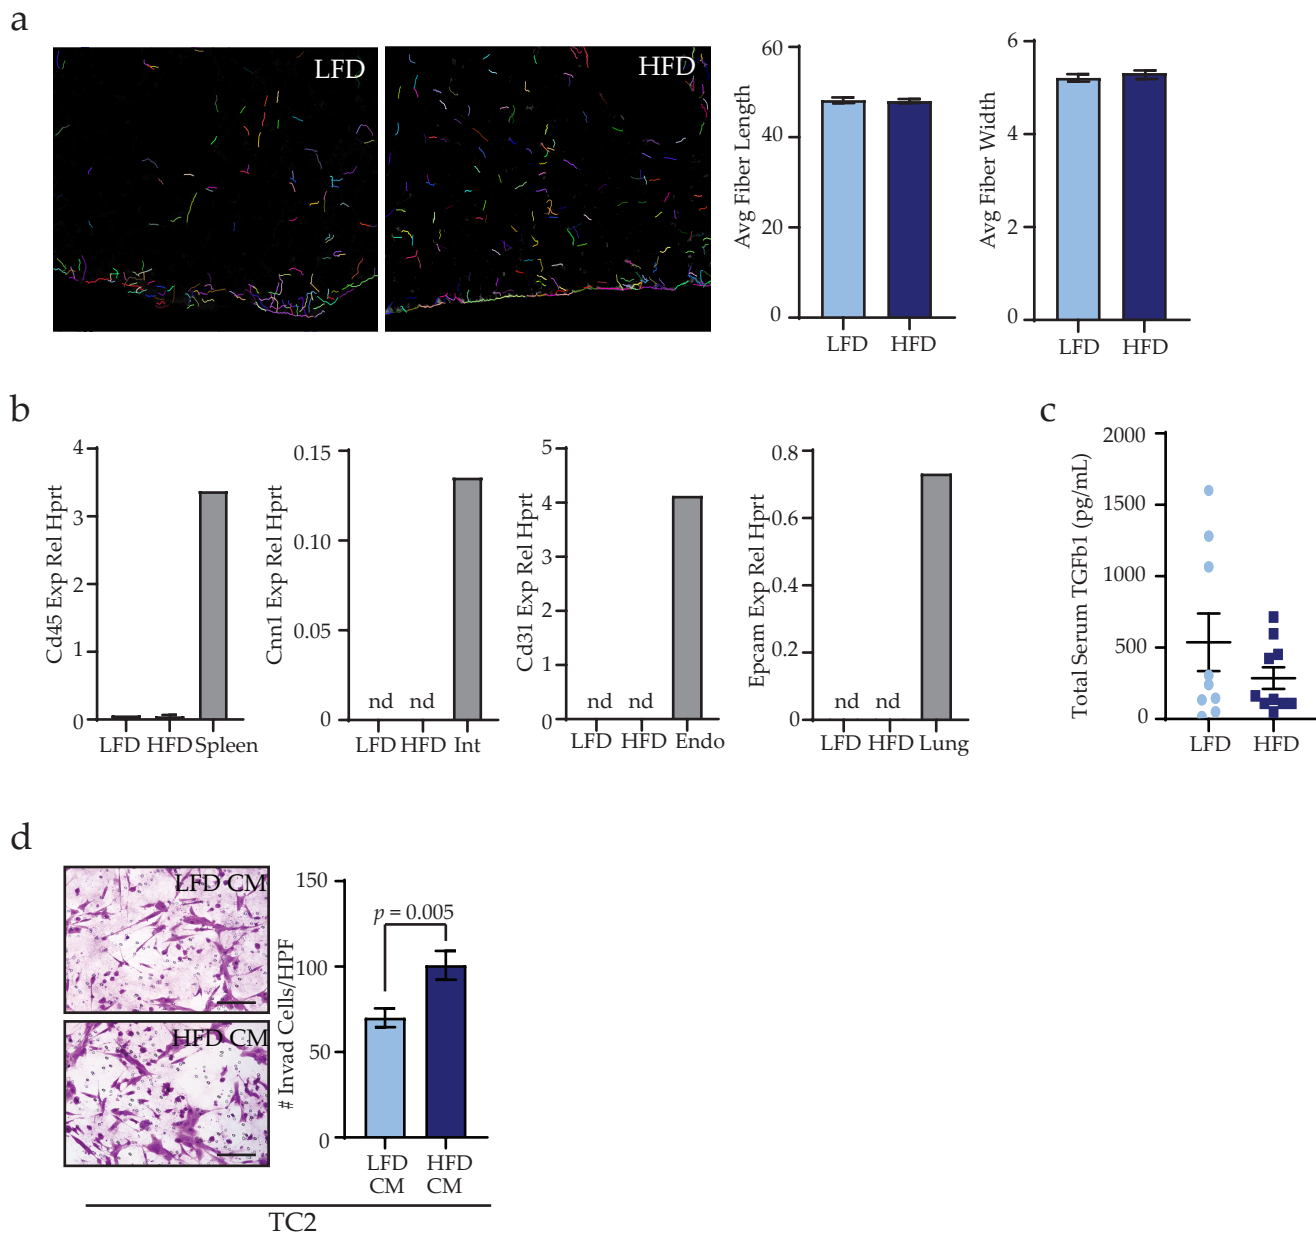 a
LFD
HFD
Avg Fiber Length
60
40
20
0
LFD HFD
Avg Fiber Width
6
4
2
0
LFD HFD
b
Cd45 Exp Rel Hprt
4
3
2
1
0
LFD HFD Spleen
Cnn1 Exp Rel Hprt
0.15
0.10
0.05
0
nd nd
LFD HFD Int
Cd31 Exp Rel Hprt
5
4
3
2
1
0
nd nd
LFD HFD Endo
Epcam Exp Rel Hprt
0.8
0.6
0.4
0.2
0
nd nd
LFD HFD Lung
c
Total Serum TGFb1 (pg/mL)
2000
1500
1000
500
0
LFD HFD
d
LFD CM
HFD CM
# Invad Cells/HPF
150
100
50
0
p = 0.005
LFD HFD
CM CM
TC2